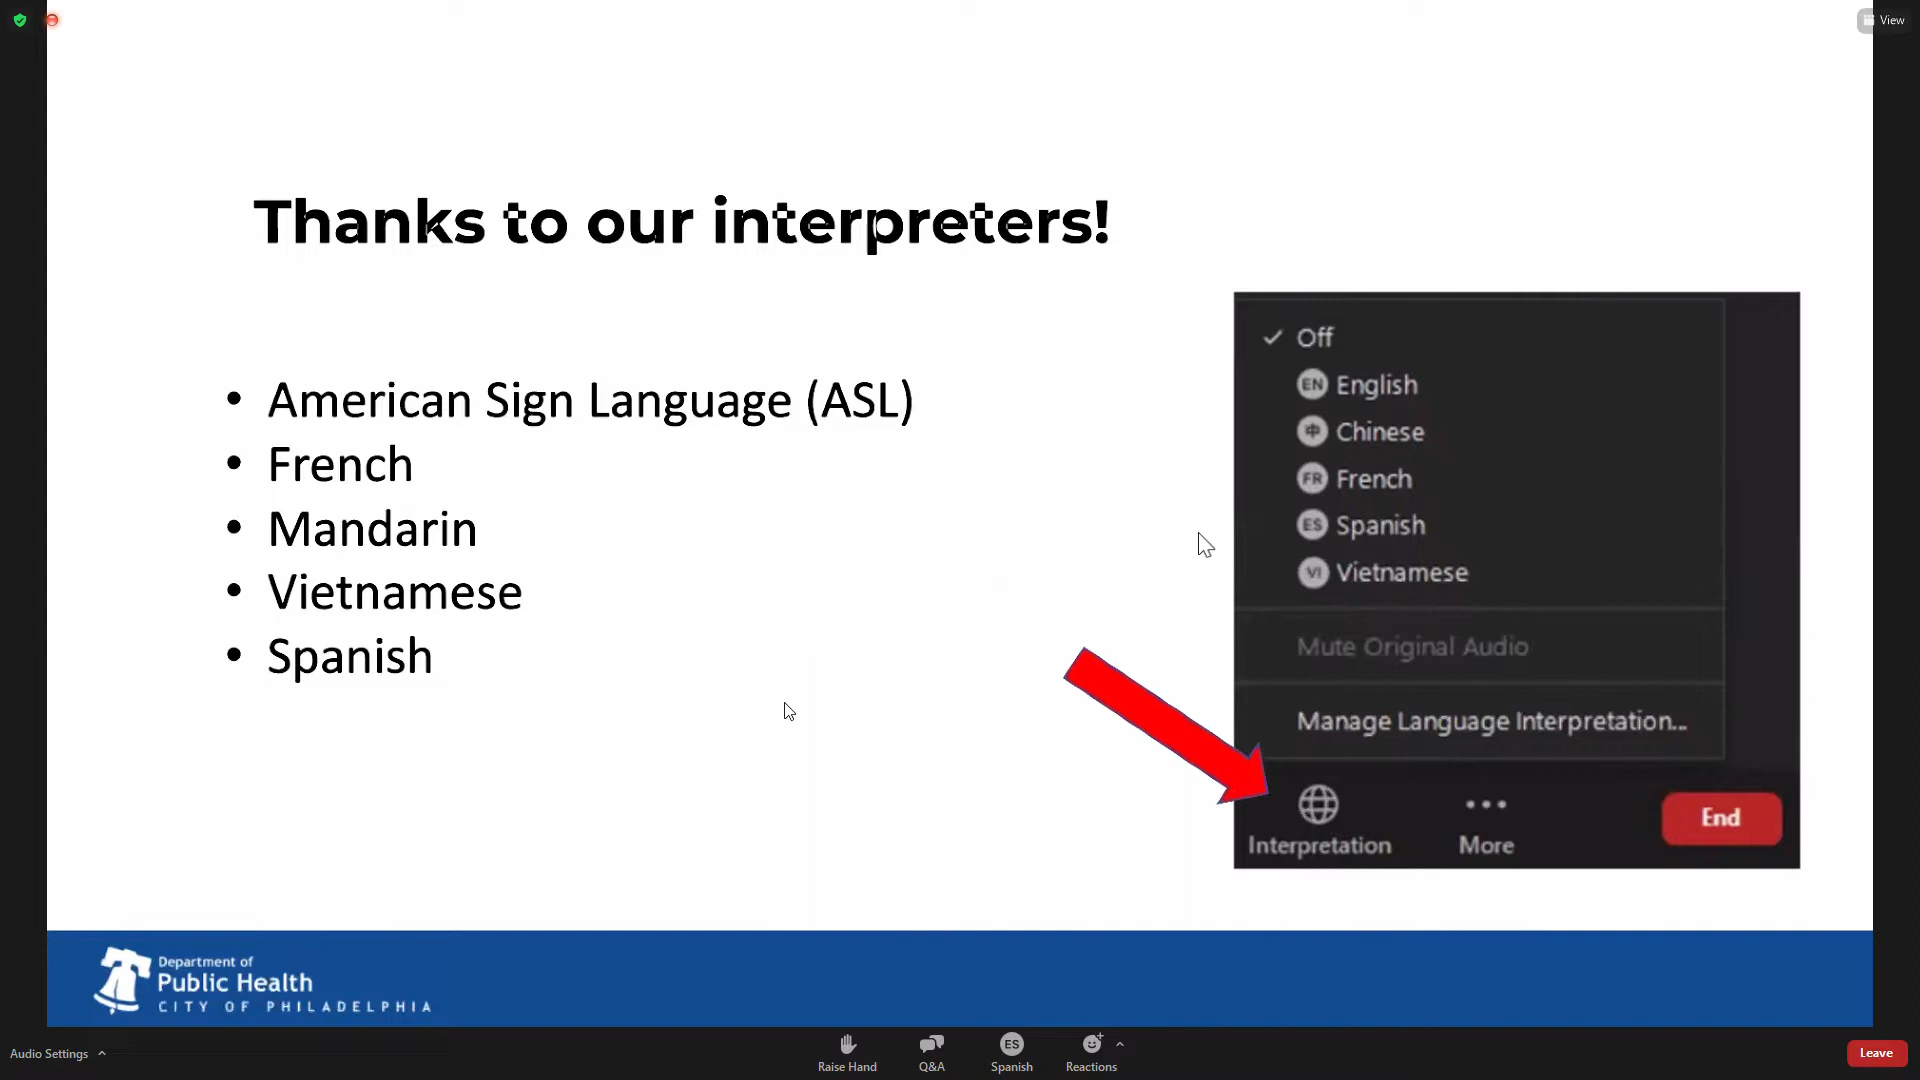 View
Thanks to our interpreters!
• American Sign Language (ASL)
• French
• Mandarin
• Vietnamese
• Spanish
Off
EN English
中 Chinese
FR French
ES Spanish
VI Vietnamese
Mute Original Audio
Manage Language Interpretation...
Interpretation
More
End
Department of
Public Health
CITY OF PHILADELPHIA
Audio Settings
Raise Hand
Q&A
ES
Spanish
Reactions
Leave